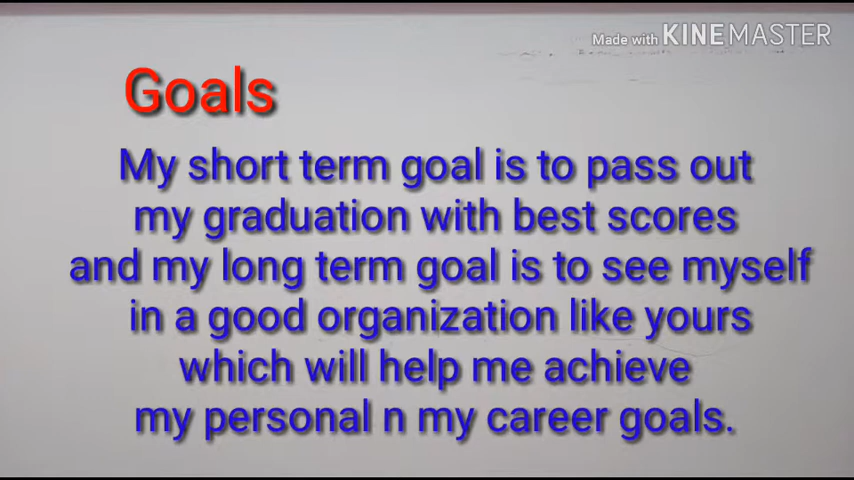 Made with KINEMASTER
Goals
My short term goal is to pass out
my graduation with best scores
and my long term goal is to see myself
in a good organization like yours
which will help me achieve
my personal n my career goals.